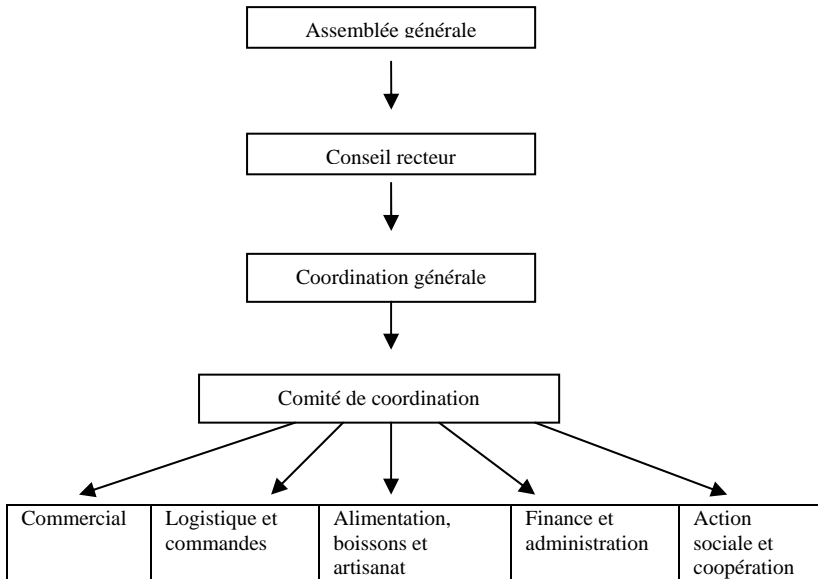 Assemblée générale
Conseil recteur
Coordination générale
Comité de coordination
Commercial
Logistique et
commandes
Alimentation,
boissons et
artisanat
Finance et
administration
Action
sociale et
coopération